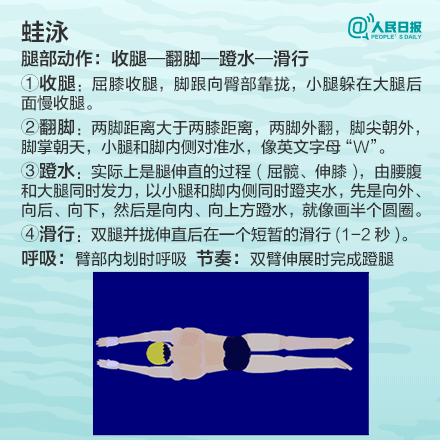 @人民日报
PEOPLE'S DAILY
蛙泳
腿部动作：收腿—翻脚—蹬水—滑行
①收腿：屈膝收腿，脚跟向臀部靠拢，小腿躲在大腿后
面慢收腿。
②翻脚：两脚距离大于两膝距离，两脚外翻，脚尖朝外，
脚掌朝天，小腿和脚内侧对准水，像英文字母“W”。
③蹬水：实际上是腿伸直的过程（屈髋、伸膝），由腰腹
和大腿同时发力，以小腿和脚内侧同时蹬夹水，先是向外、
向后、向下，然后是向内、向上方蹬水，就像画半个圆圈。
④滑行：双腿并拢伸直后在一个短暂的滑行（1-2秒）。
呼吸：臂部内划时呼吸 节奏：双臂伸展时完成蹬腿